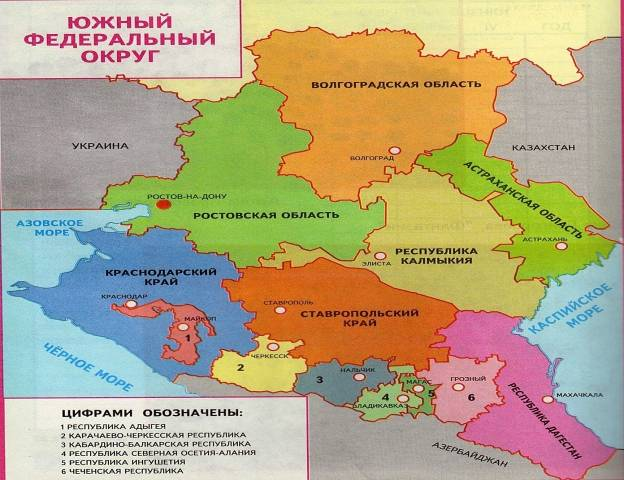 ЮЖНЫЙ
ФЕДЕРАЛЬНЫЙ
ОКРУГ
ВОЛГОГРАДСКАЯ ОБЛАСТЬ
УКРАИНА
КАЗАХСТАН
ВОЛГОГРАД
АСТРАХАНСКАЯ ОБЛАСТЬ
РОСТОВ-НА-ДОНУ
РОСТОВСКАЯ ОБЛАСТЬ
АЗОВСКОЕ
МОРЕ
АСТРАХАНЬ
РЕСПУБЛИКА
КАЛМЫКИЯ
ЭЛИСТА
КРАСНОДАРСКИЙ
КРАЙ
КРАСНОДАР
СТАВРОПОЛЬ
СТАВРОПОЛЬСКИЙ
КРАЙ
КАСПИЙСКОЕ
МОРЕ
МАЙКОП
1
ЧЁРНОЕ МОРЕ
ЧЕРКЕССК
2
НАЛЬЧИК
3
МАГАС
ГРОЗНЫЙ
4
5
6
ВЛАДИКАВКАЗ
РЕСПУБЛИКА ДАГЕСТАН
МАХАЧКАЛА
АЗЕРБАЙДЖАН
ЦИФРАМИ ОБОЗНАЧЕНЫ:
1 РЕСПУБЛИКА АДЫГЕЯ
2 КАРАЧАЕВО-ЧЕРКЕССКАЯ РЕСПУБЛИКА
3 КАБАРДИНО-БАЛКАРСКАЯ РЕСПУБЛИКА
4 РЕСПУБЛИКА СЕВЕРНАЯ ОСЕТИЯ-АЛАНИЯ
5 РЕСПУБЛИКА ИНГУШЕТИЯ
6 ЧЕЧЕНСКАЯ РЕСПУБЛИКА